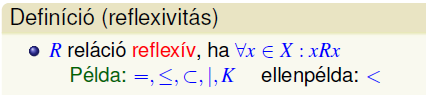 Definíció (reflexivitás)
R reláció reflexív, ha ∀x ∈ X : xRx
Példa: =, ≤, ⊂, |, K ellenpélda: <